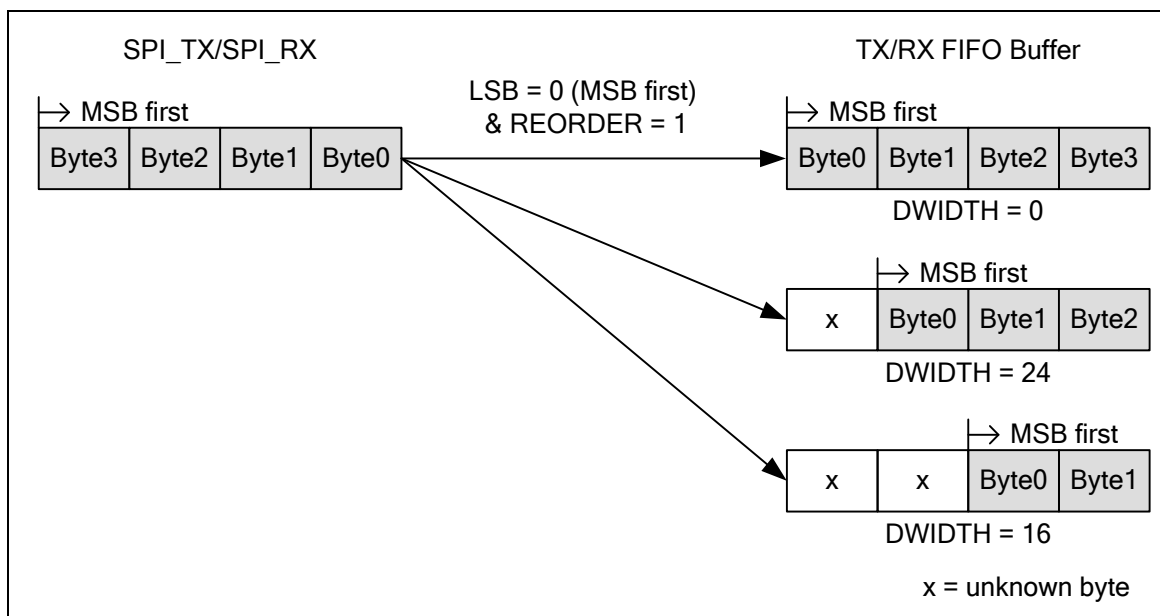 SPI_TX/SPI_RX
TX/RX FIFO Buffer
LSB = 0 (MSB first)
& REORDER = 1
MSB first
Byte3 Byte2 Byte1 Byte0
MSB first
Byte0 Byte1 Byte2 Byte3
DWIDTH = 0
MSB first
x Byte0 Byte1 Byte2
DWIDTH = 24
MSB first
x x Byte0 Byte1
DWIDTH = 16
x = unknown byte